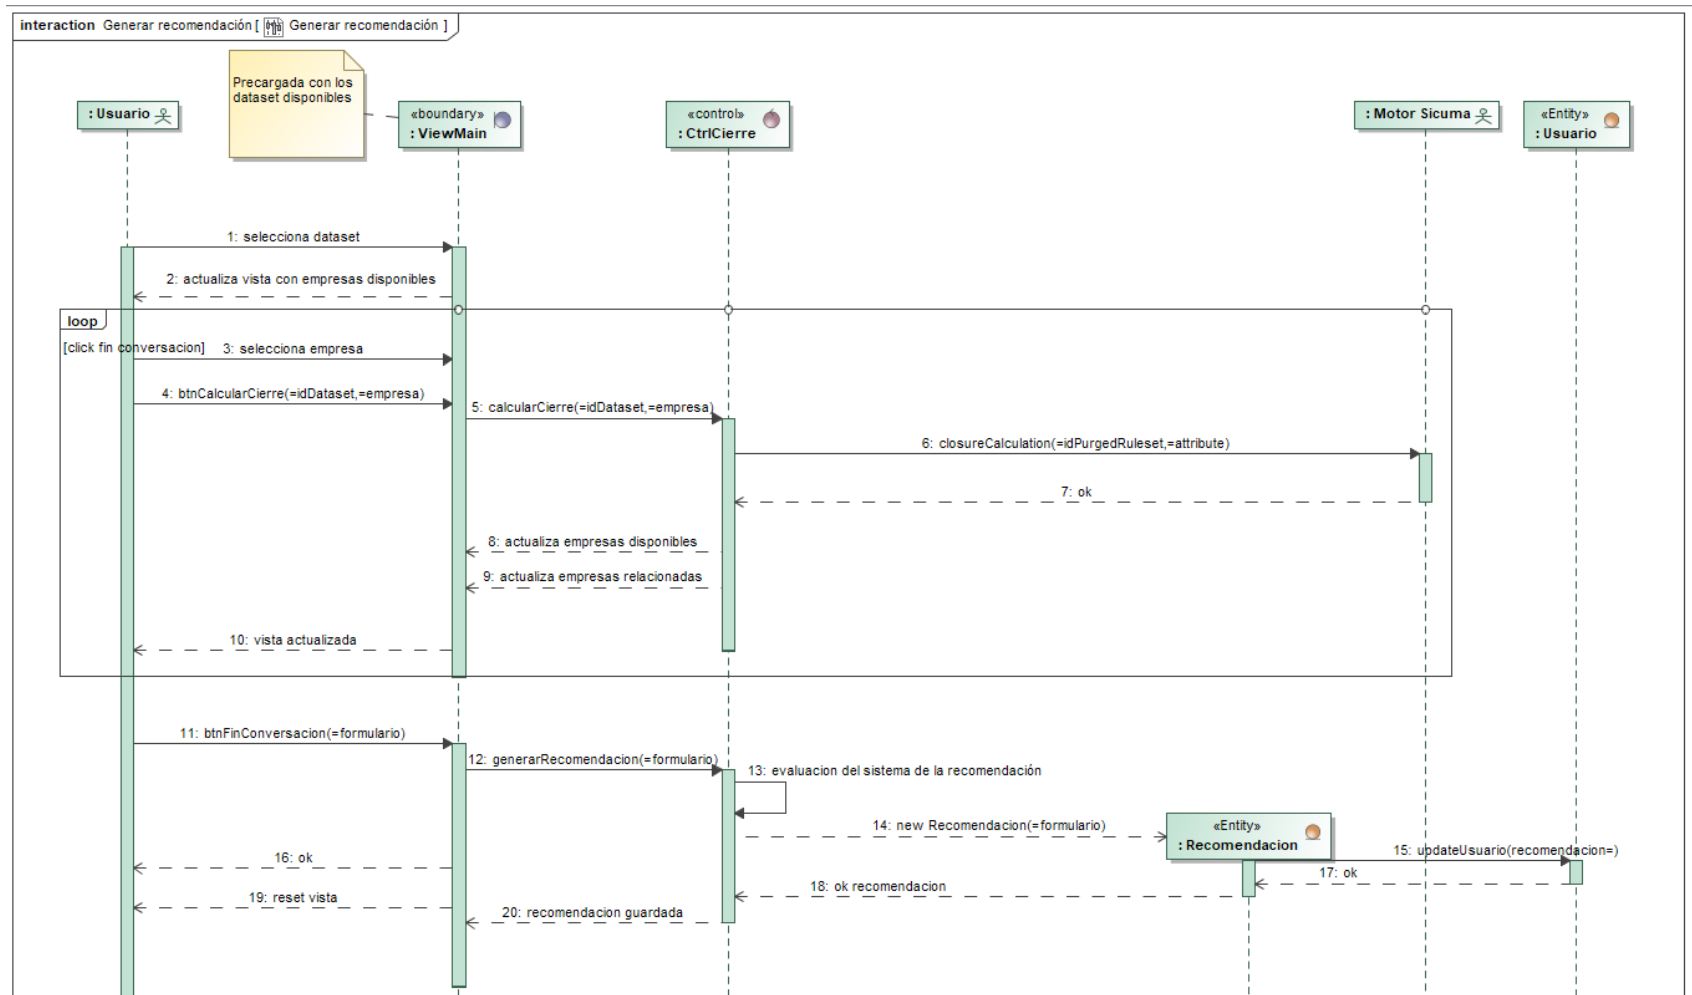 interaction Generar recomendación [ Generar recomendación ]
Precargada con los
dataset disponibles
: Usuario
«boundary»
: ViewMain
«control»
: CtrlCierre
: Motor Sicuma
«Entity»
: Usuario
1: selecciona dataset
2: actualiza vista con empresas disponibles
loop
[click fin conversacion]
3: selecciona empresa
4: btnCalcularCierre(=idDataset,=empresa)
5: calcularCierre(=idDataset,=empresa)
6: closureCalculation(=idPurgedRuleset,=attribute)
7: ok
8: actualiza empresas disponibles
9: actualiza empresas relacionadas
10: vista actualizada
11: btnFinConversacion(=formulario)
12: generarRecomendacion(=formulario)
13: evaluacion del sistema de la recomendación
14: new Recomendacion(=formulario)
«Entity»
: Recomendacion
15: updateUsuario(recomendacion=)
16: ok
17: ok
18: ok recomendacion
19: reset vista
20: recomendacion guardada